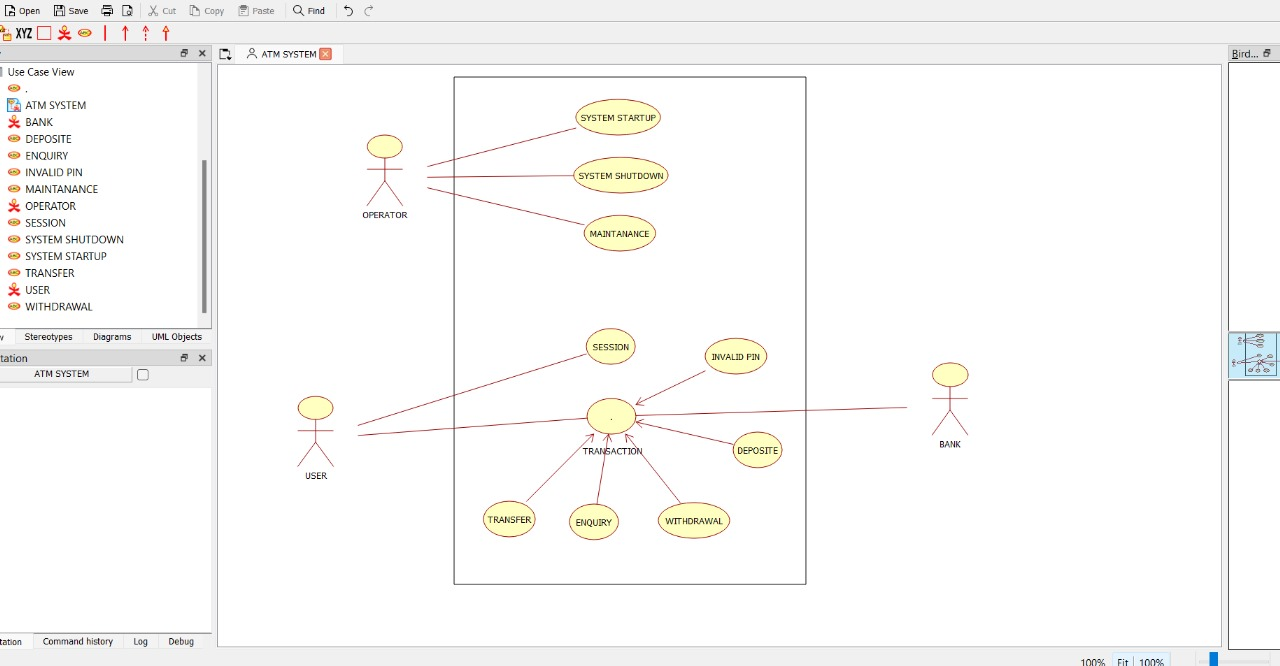 Open Save Cut Copy Paste Find
XYZ
ATM SYSTEM
Bird...
Use Case View
.
ATM SYSTEM
BANK
DEPOSITE
ENQUIRY
INVALID PIN
MAINTANANCE
OPERATOR
SESSION
SYSTEM SHUTDOWN
SYSTEM STARTUP
TRANSFER
USER
WITHDRAWAL
Stereotypes Diagrams UML Objects
tation
ATM SYSTEM
tation Command history Log Debug
SYSTEM STARTUP
SYSTEM SHUTDOWN
OPERATOR
MAINTANANCE
SESSION
INVALID PIN
.
BANK
TRANSACTION
DEPOSITE
USER
TRANSFER
ENQUIRY
WITHDRAWAL
100% Fit 100%